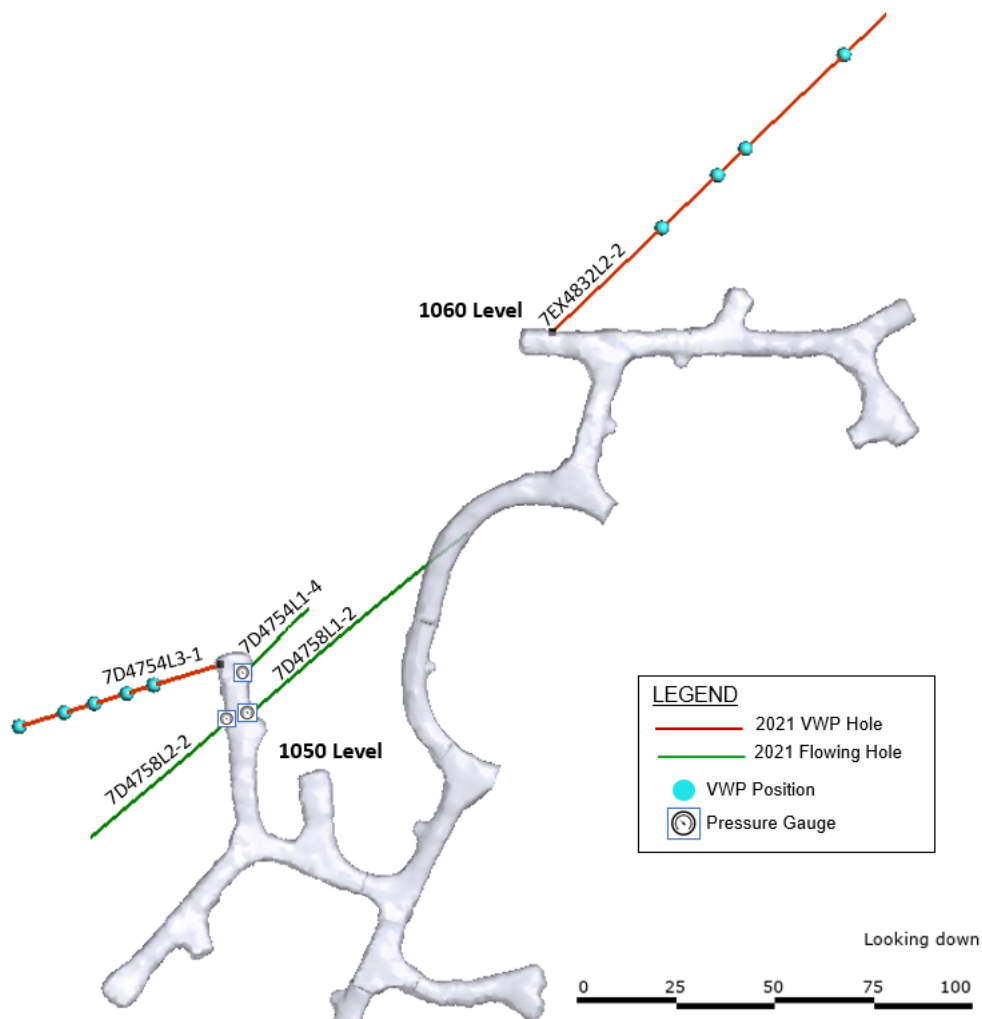 7EX4832L2-2
1060 Level
7D4754L1-4
7D4758L1-2
7D4754L3-1
7D4758L2-2
1050 Level
LEGEND
2021 VWP Hole
2021 Flowing Hole
VWP Position
Pressure Gauge
Looking down
0 25 50 75 100